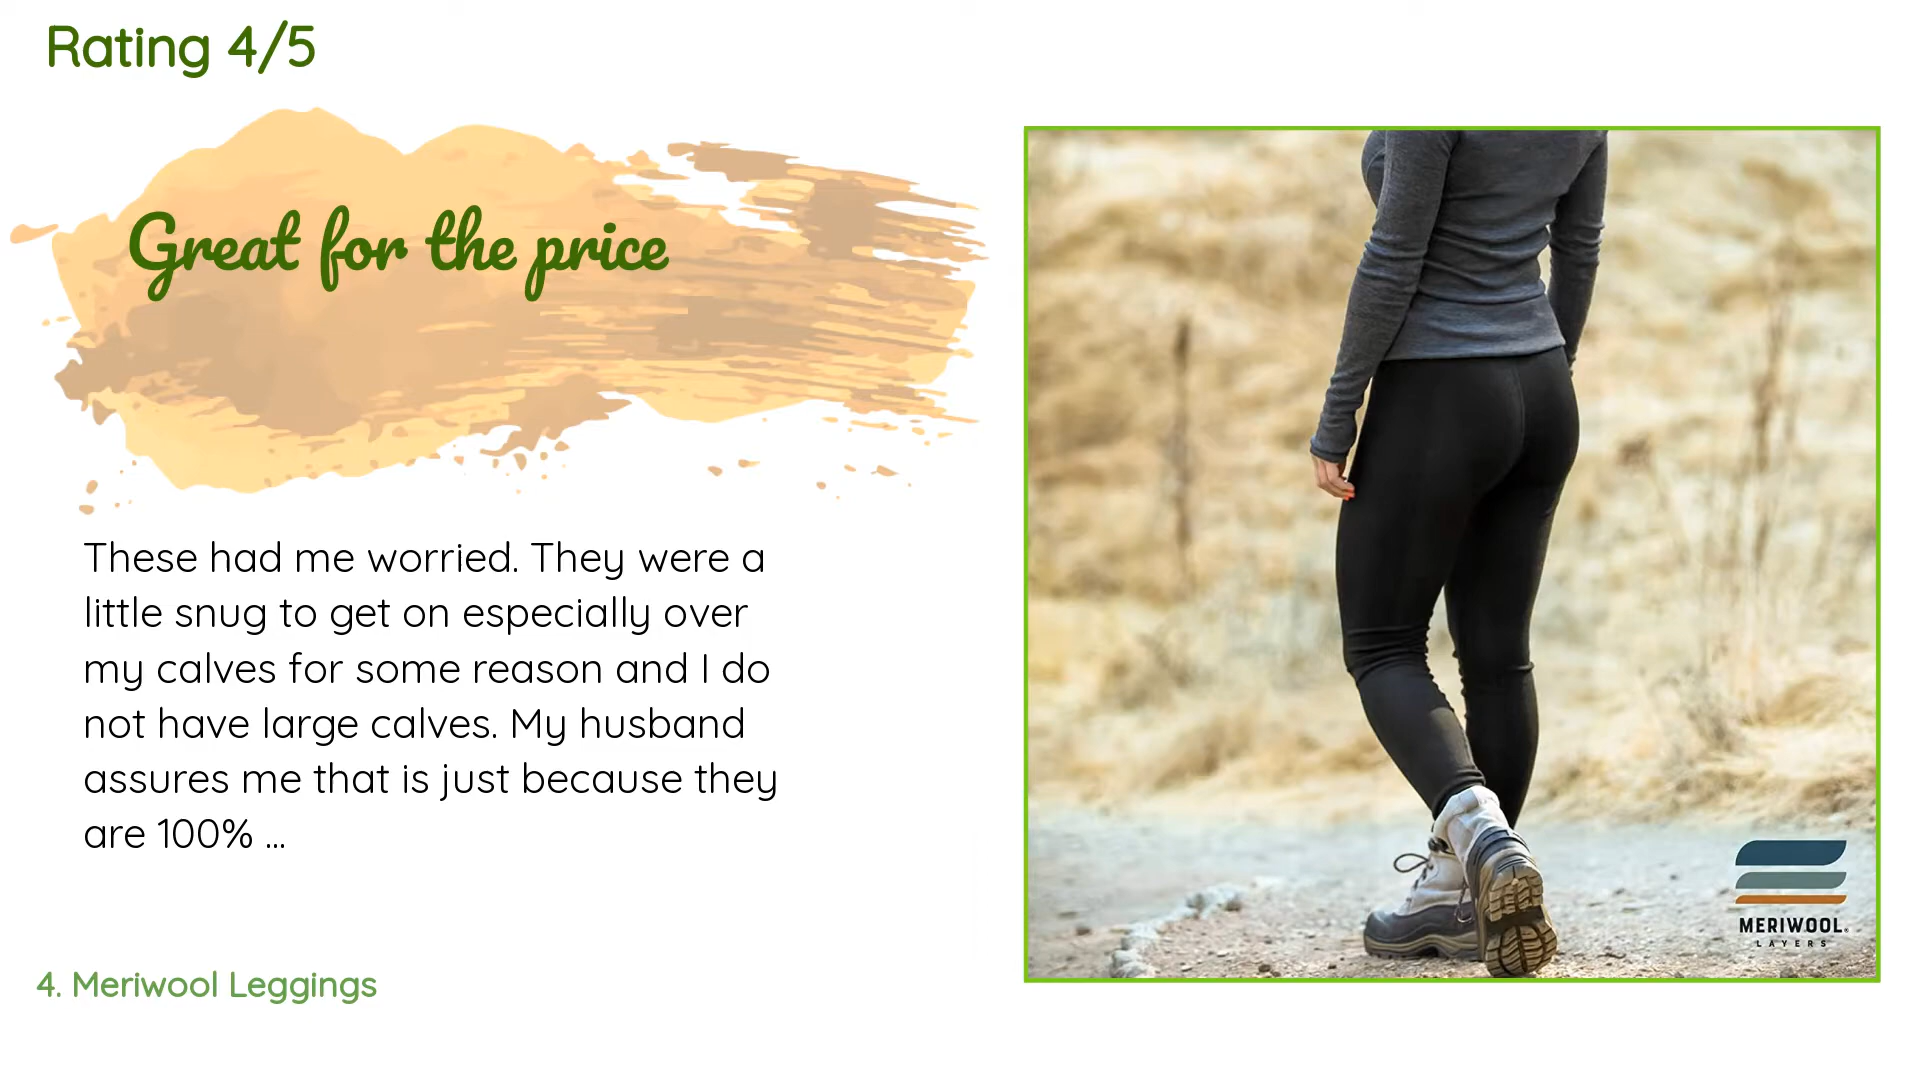 Rating 4/5
Great for the price
These had me worried. They were a
little snug to get on especially over
my calves for some reason and I do
not have large calves. My husband
assures me that is just because they
are 100% ...
MERIWOOL
LAYERS
4. Meriwool Leggings